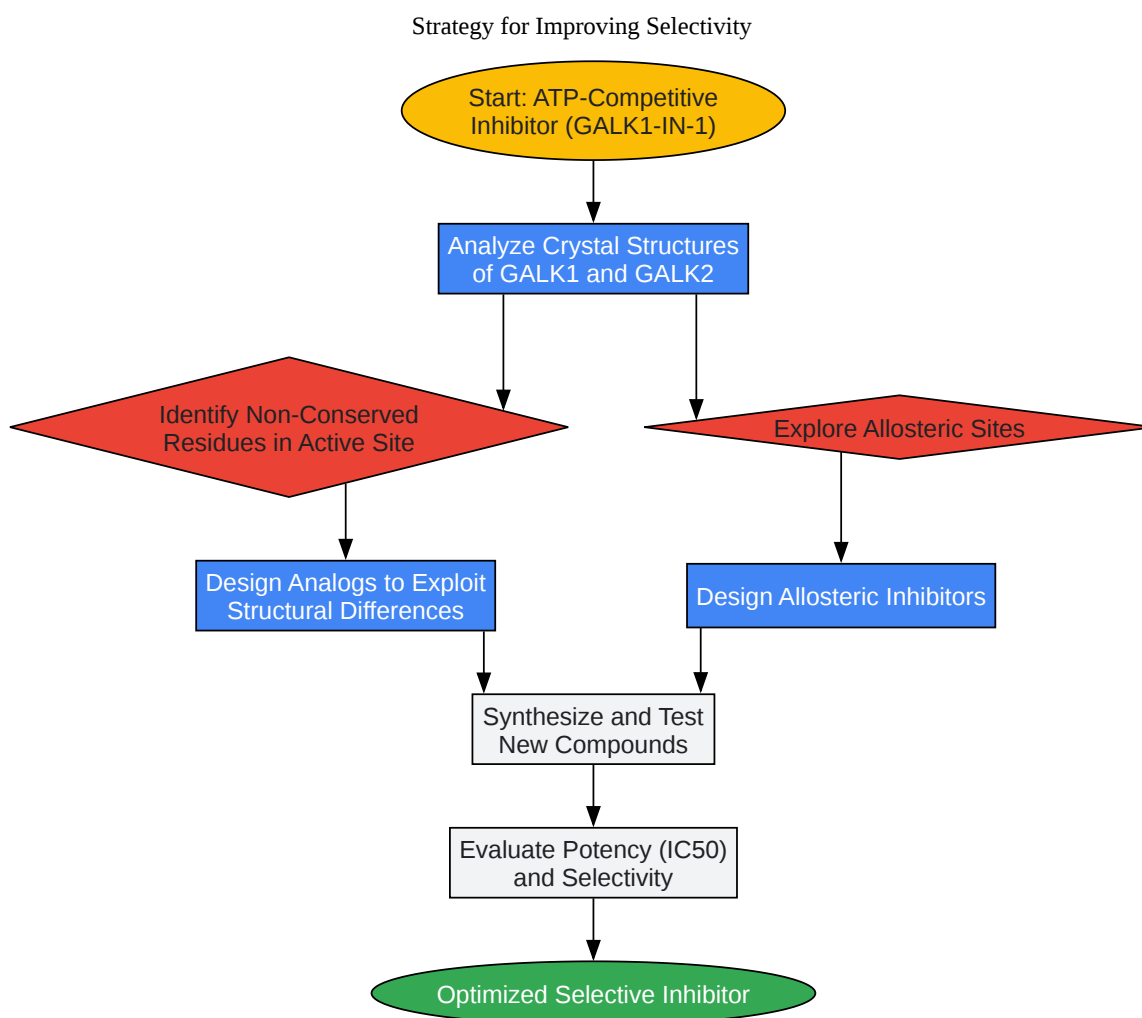 Strategy for Improving Selectivity
Start: ATP-Competitive
Inhibitor (GALK1-IN-1)
Analyze Crystal Structures
of GALK1 and GALK2
Identify Non-Conserved
Residues in Active Site
Explore Allosteric Sites
Design Analogs to Exploit
Structural Differences
Design Allosteric Inhibitors
Synthesize and Test
New Compounds
Evaluate Potency (IC50)
and Selectivity
Optimized Selective Inhibitor